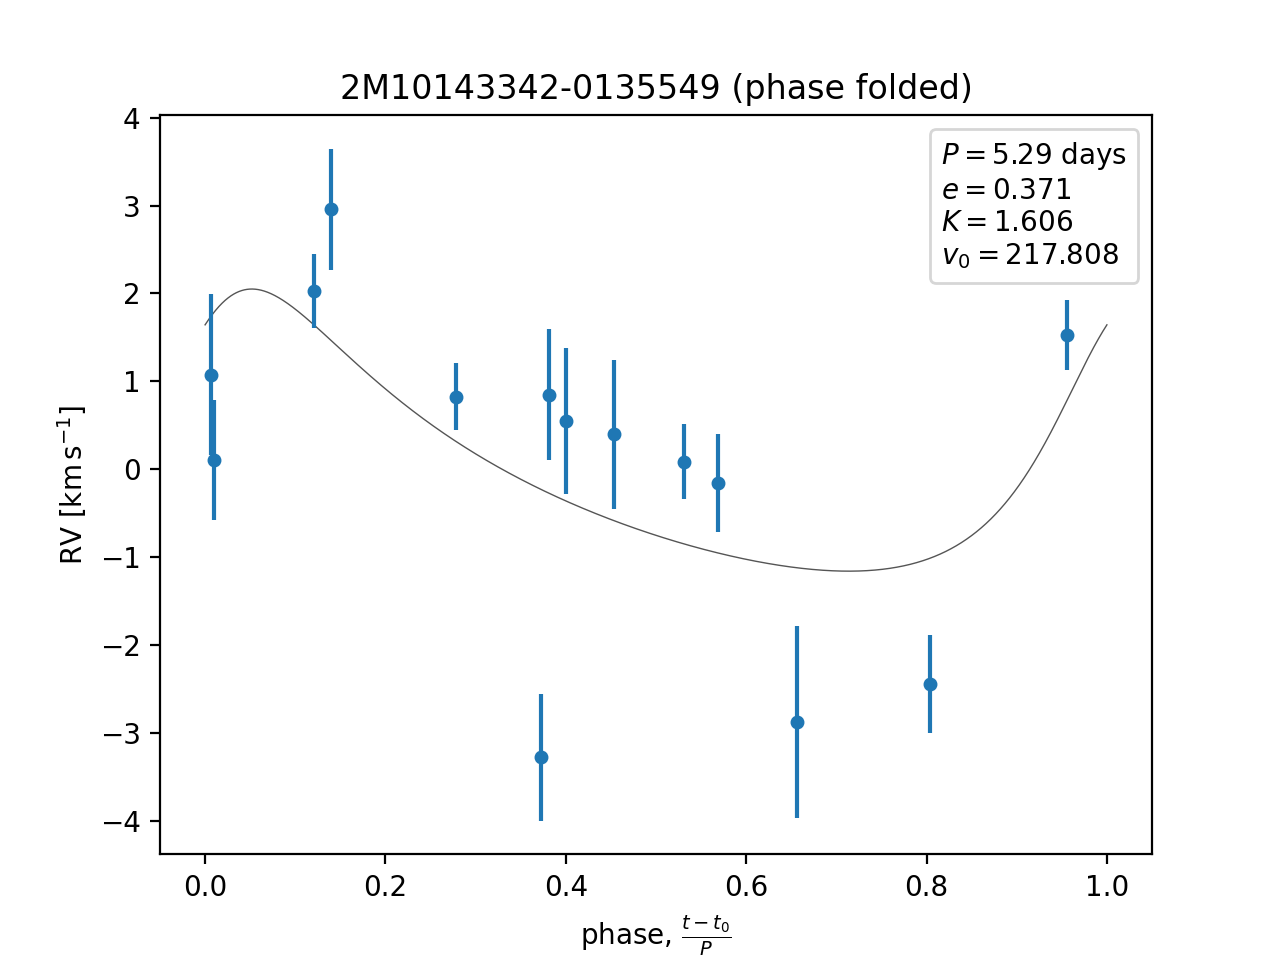 2M10143342-0135549 (phase folded)
P = 5.29 days
e = 0.371
K = 1.606
v₀ = 217.808
4
3
2
1
0
−1
−2
−3
−4
RV [km s⁻¹]
0.0 0.2 0.4 0.6 0.8 1.0
phase, (t − t₀)/P